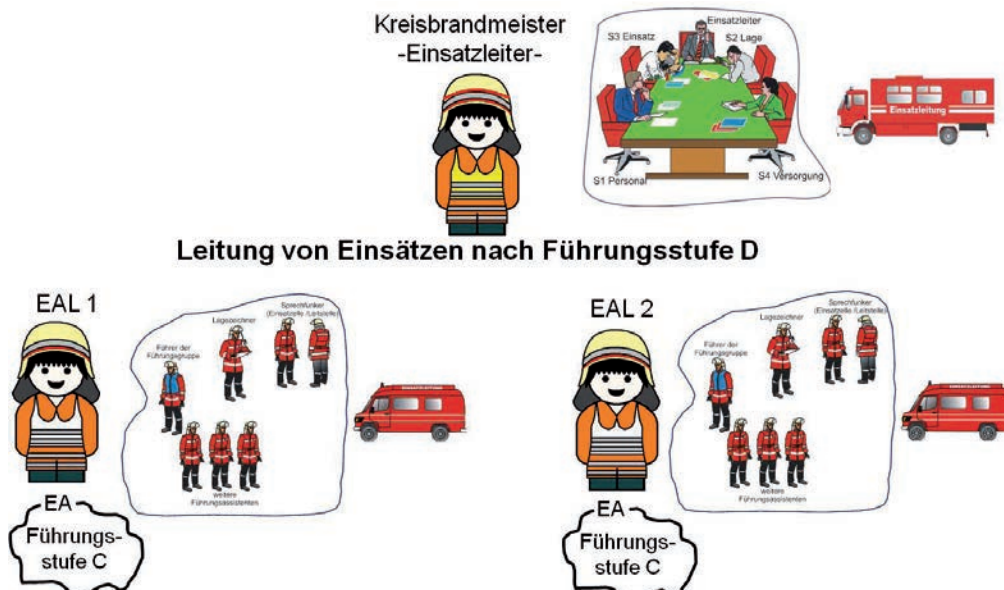 Kreisbrandmeister
-Einsatzleiter-
Einsatzleiter
S3 Einsatz
S2 Lage
Einsatzleitung
S1 Personal
S4 Versorgung
Leitung von Einsätzen nach Führungsstufe D
EAL 1
Sprechfunker
(Einsatzstelle /Leitstelle)
Lagezeichner
Führer der
Führungsgruppe
EINSATZLEITUNG
weitere
Führungsassistenten
EA
Führungs-
stufe C
EAL 2
Sprechfunker
(Einsatzstelle /Leitstelle)
Lagezeichner
Führer der
Führungsgruppe
EINSATZLEITUNG
weitere
Führungsassistenten
EA
Führungs-
stufe C